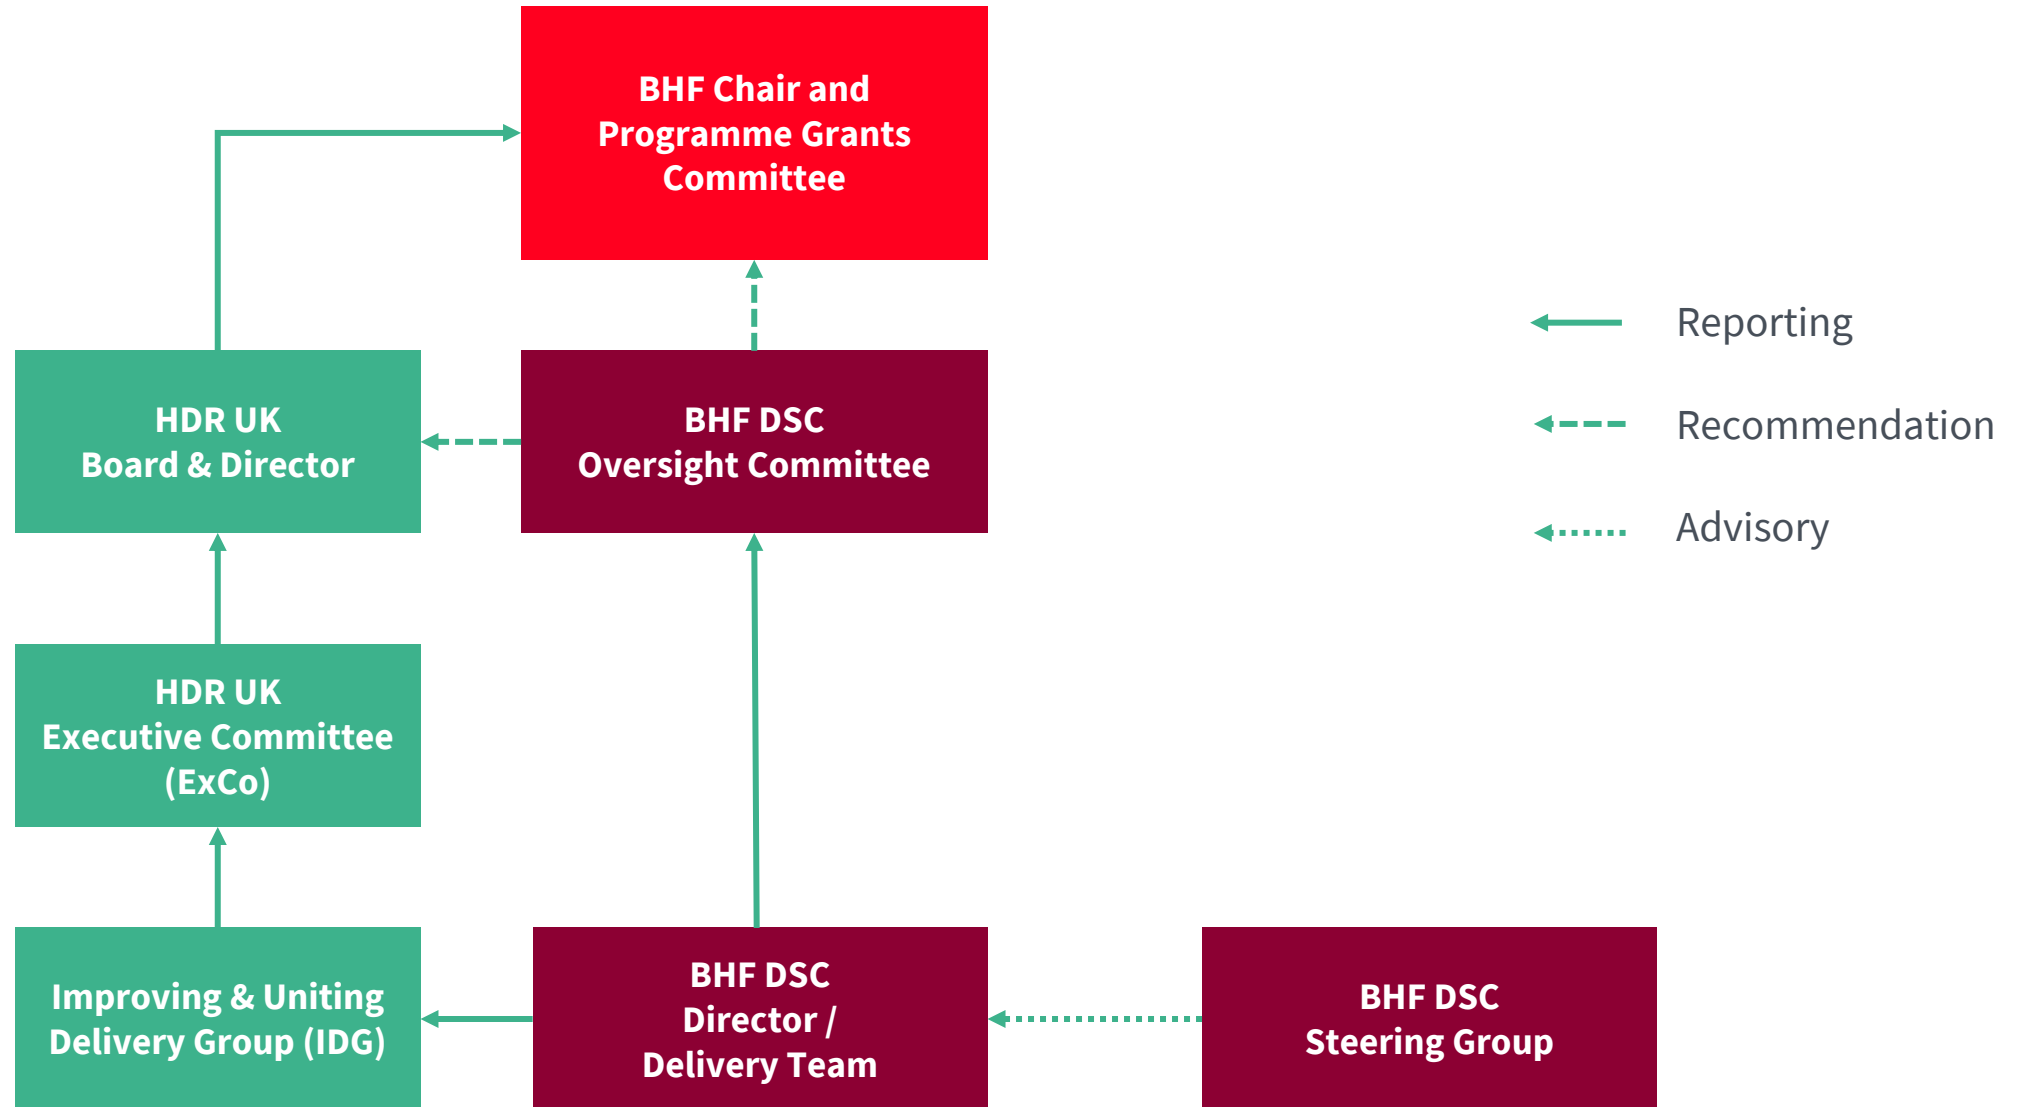 BHF Chair and
Programme Grants
Committee
HDR UK
Board & Director
BHF DSC
Oversight Committee
Reporting
Recommendation
Advisory
HDR UK
Executive Committee
(ExCo)
Improving & Uniting
Delivery Group (IDG)
BHF DSC
Director /
Delivery Team
BHF DSC
Steering Group